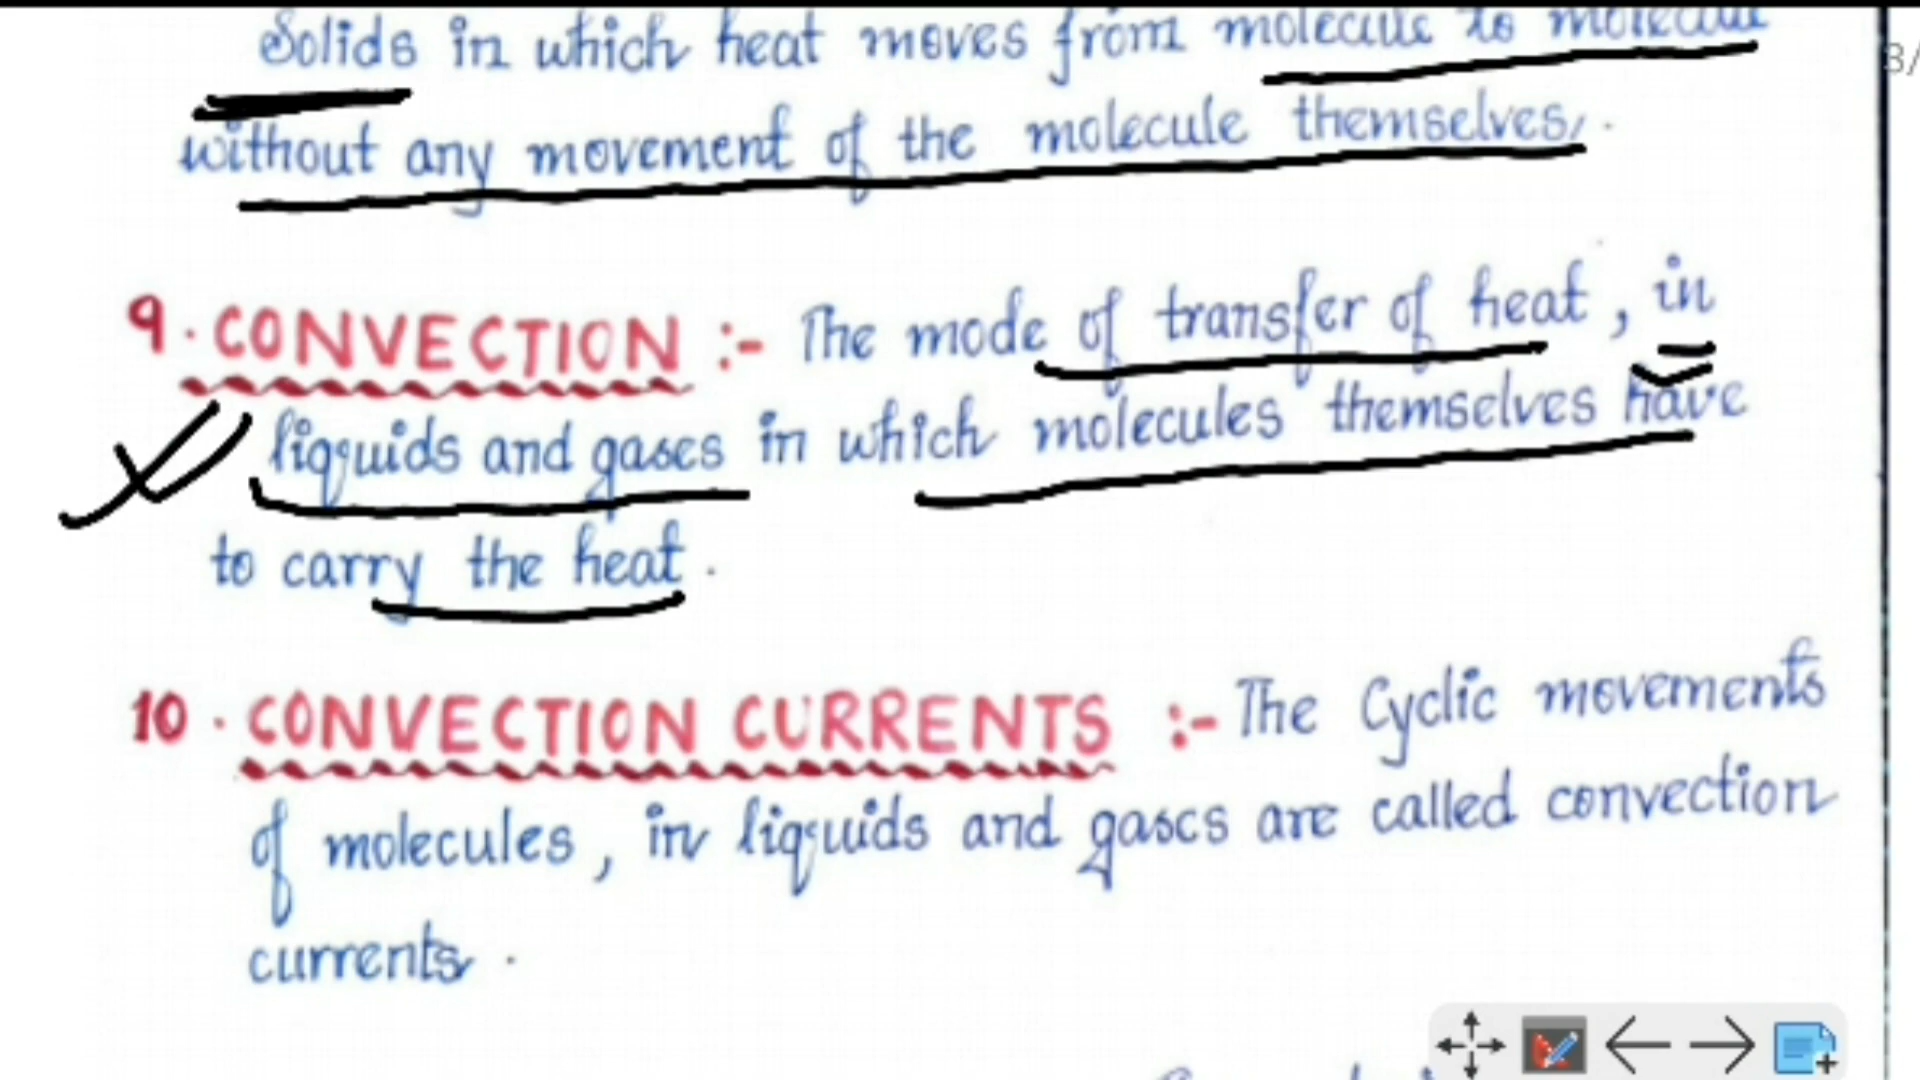 Solids in which heat moves from molecule to molecule
without any movement of the molecule themselves.
9. CONVECTION :- The mode of transfer of heat, in
liquids and gases in which molecules themselves have
to carry the heat.
10. CONVECTION CURRENTS :- The Cyclic movements
of molecules, in liquids and gases are called convection
currents.
3/